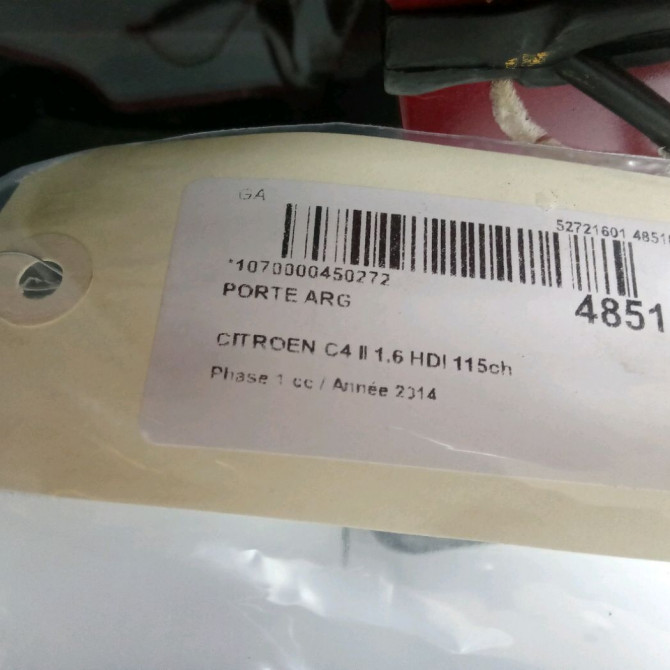 GA
52721601 4851
*1070000450272
PORTE ARG
4851
CITROEN C4 II 1.6 HDI 115ch
Phase 1 cc / Année 2014